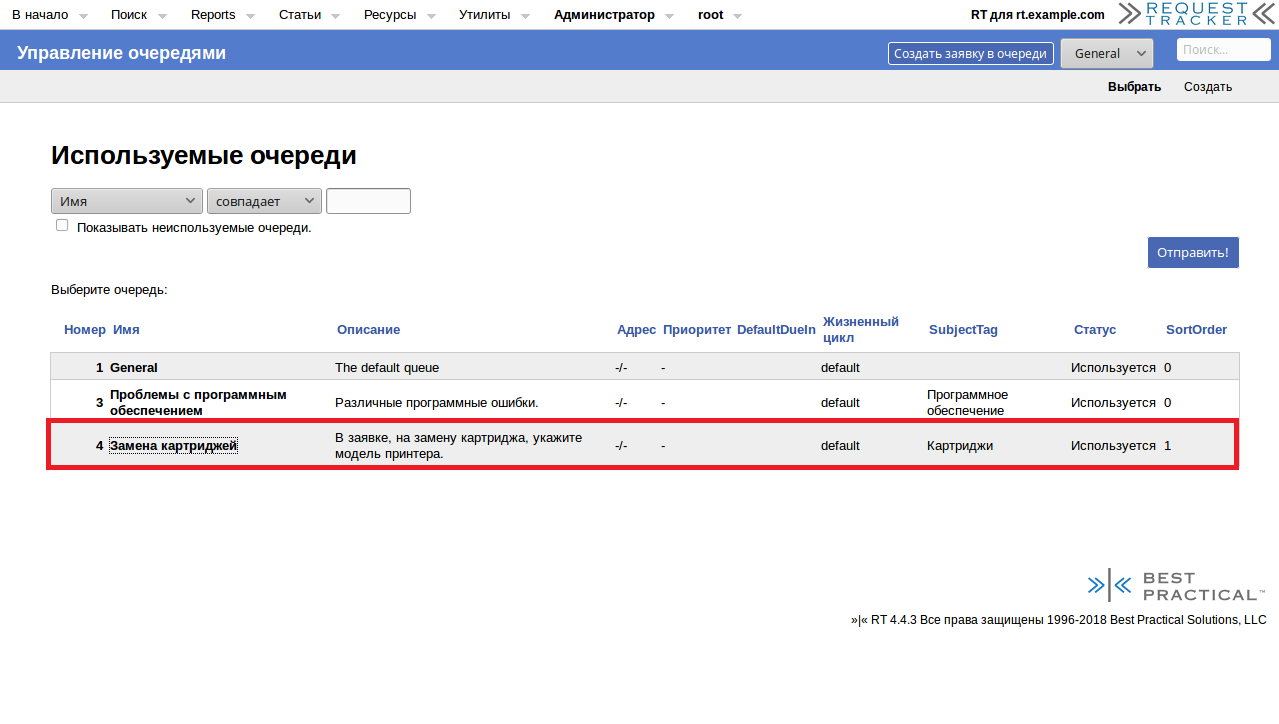 В начало Поиск Reports Статьи Ресурсы Утилиты Администратор root RT для rt.example.com REQUEST TRACKER
Управление очередями Создать заявку в очереди General Поиск...
Выбрать Создать
Используемые очереди
Имя совпадает
Показывать неиспользуемые очереди.
Отправить!
Выберите очередь:
Номер Имя Описание Адрес Приоритет DefaultDueIn Жизненный цикл SubjectTag Статус SortOrder
1 General The default queue -/- - default Используется 0
3 Проблемы с программным обеспечением Различные программные ошибки. -/- - default Программное обеспечение Используется 0
4 Замена картриджей В заявке, на замену картриджа, укажите модель принтера. -/- - default Картриджи Используется 1
BEST PRACTICAL™
»|« RT 4.4.3 Все права защищены 1996-2018 Best Practical Solutions, LLC